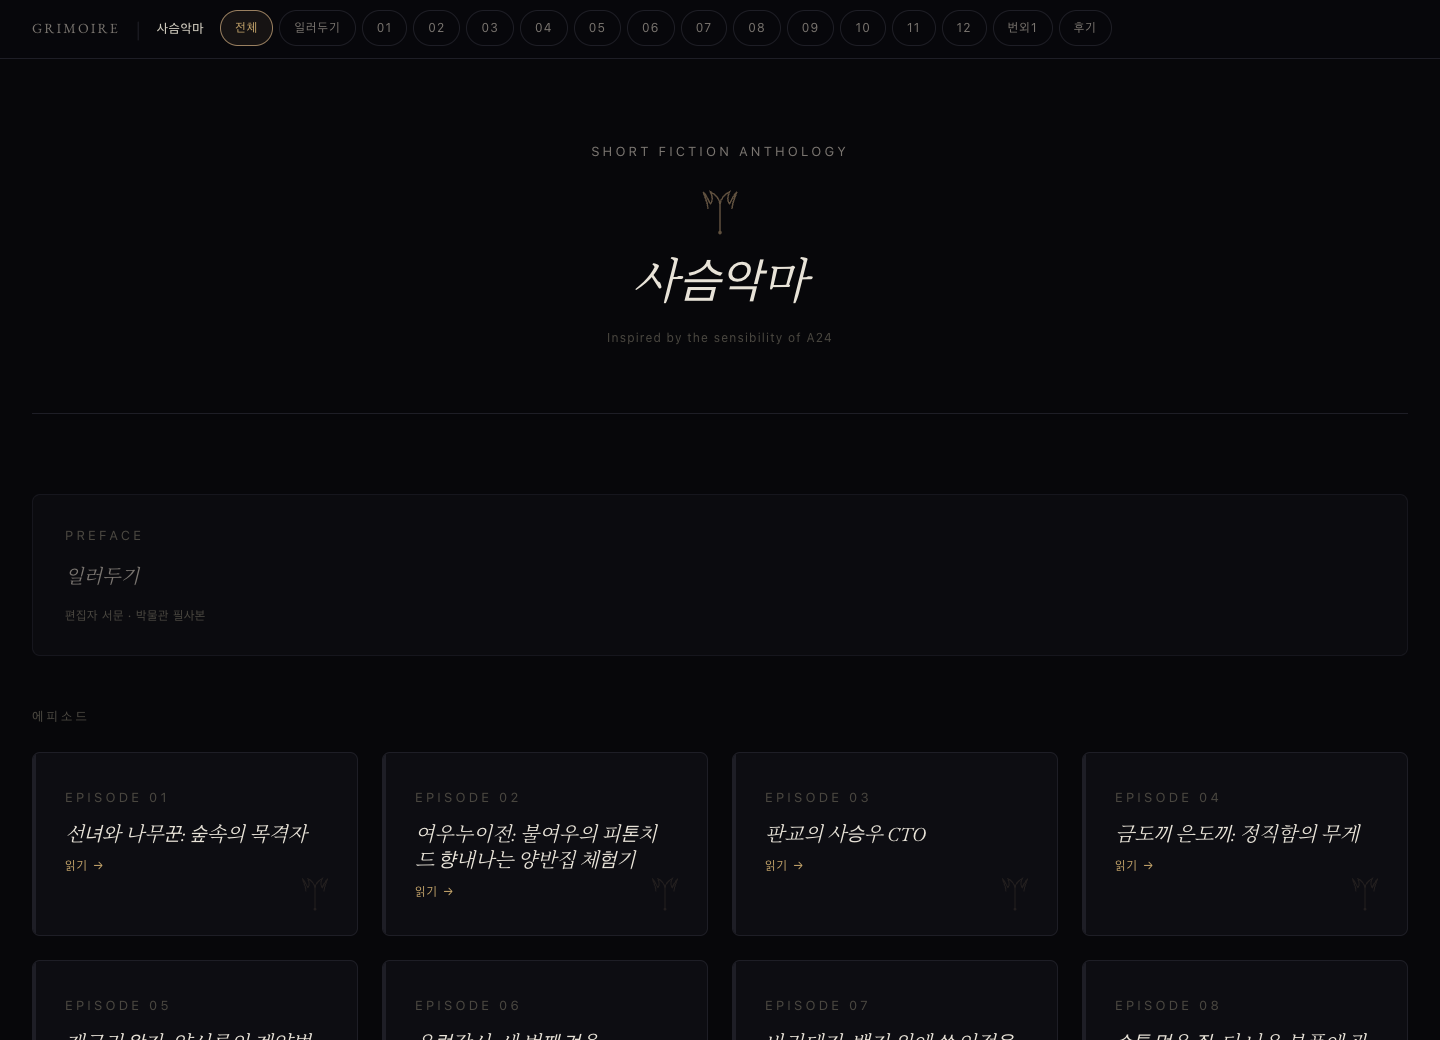 GRIMOIRE 사슴악마 전체 일러두기 01 02 03 04 05 06 07 08 09 10 11 12 번외1 후기
SHORT FICTION ANTHOLOGY
사슴악마
Inspired by the sensibility of A24
PREFACE
일러두기
편집자 서문 · 박물관 필사본
에피소드
EPISODE 01
선녀와 나무꾼: 숲속의 목격자
읽기 →
EPISODE 02
여우누이전: 불여우의 피톤치
드 향내나는 양반집 체험기
읽기 →
EPISODE 03
판교의 사승우 CTO
읽기 →
EPISODE 04
금도끼 은도끼: 정직함의 무게
읽기 →
EPISODE 05
EPISODE 06
EPISODE 07
EPISODE 08